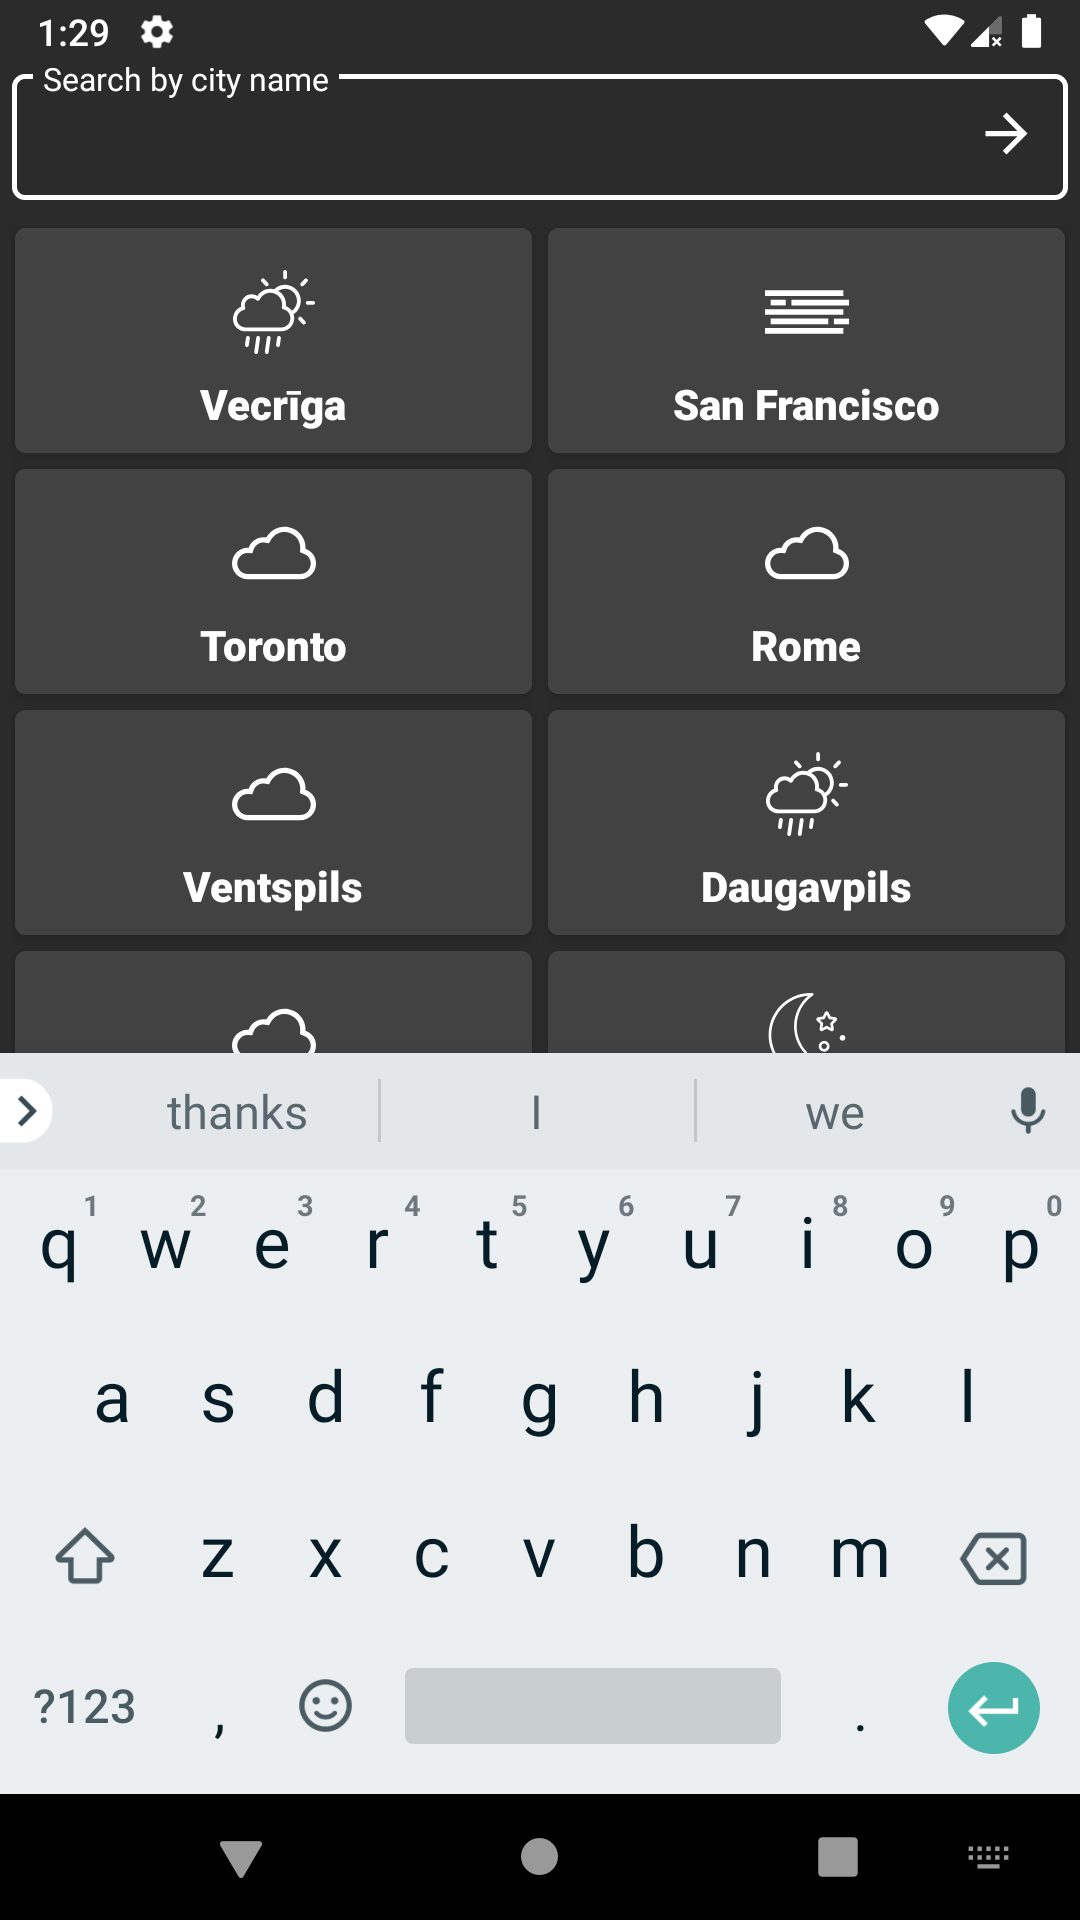 1:29
Search by city name
Vecrīga
San Francisco
Toronto
Rome
Ventspils
Daugavpils
thanks
I
we
1 2 3 4 5 6 7 8 9 0
q w e r t y u i o p
a s d f g h j k l
z x c v b n m
?123 , .